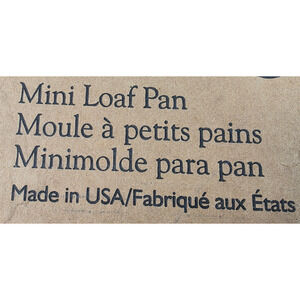 Mini Loaf Pan
Moule à petits pains
Minimolde para pan
Made in USA/Fabriqué aux États